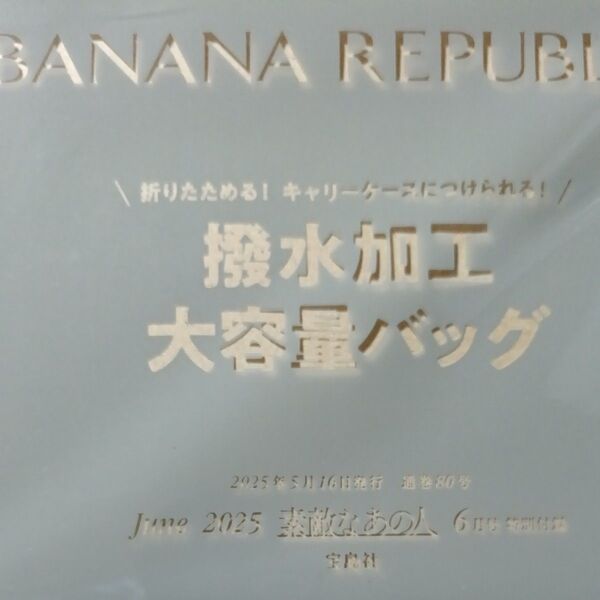 BANANA REPUBL
\ 折りたためる! キャリーケースにつけられる! /
撥水加工
大容量バッグ
2025年5月16日発行 通巻80号
June 2025 素敵なあの人 6月号 特別付録
宝島社